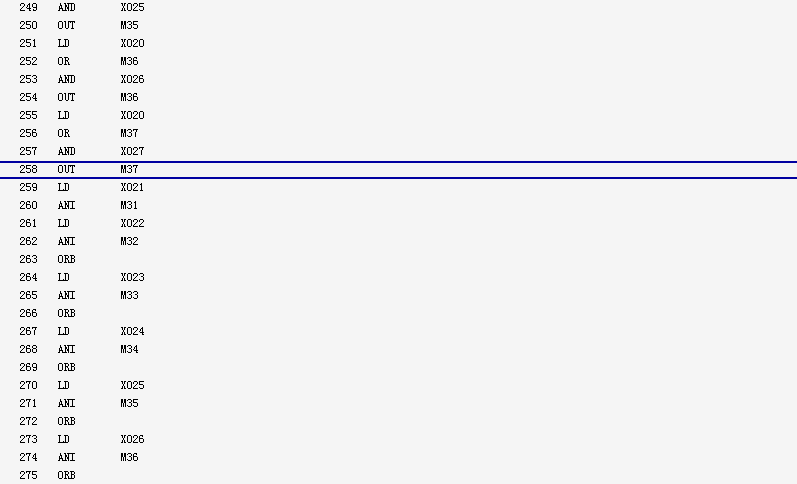 249 AND X025
250 OUT M35
251 LD X020
252 OR M36
253 AND X026
254 OUT M36
255 LD X020
256 OR M37
257 AND X027
258 OUT M37
259 LD X021
260 ANI M31
261 LD X022
262 ANI M32
263 ORB
264 LD X023
265 ANI M33
266 ORB
267 LD X024
268 ANI M34
269 ORB
270 LD X025
271 ANI M35
272 ORB
273 LD X026
274 ANI M36
275 ORB